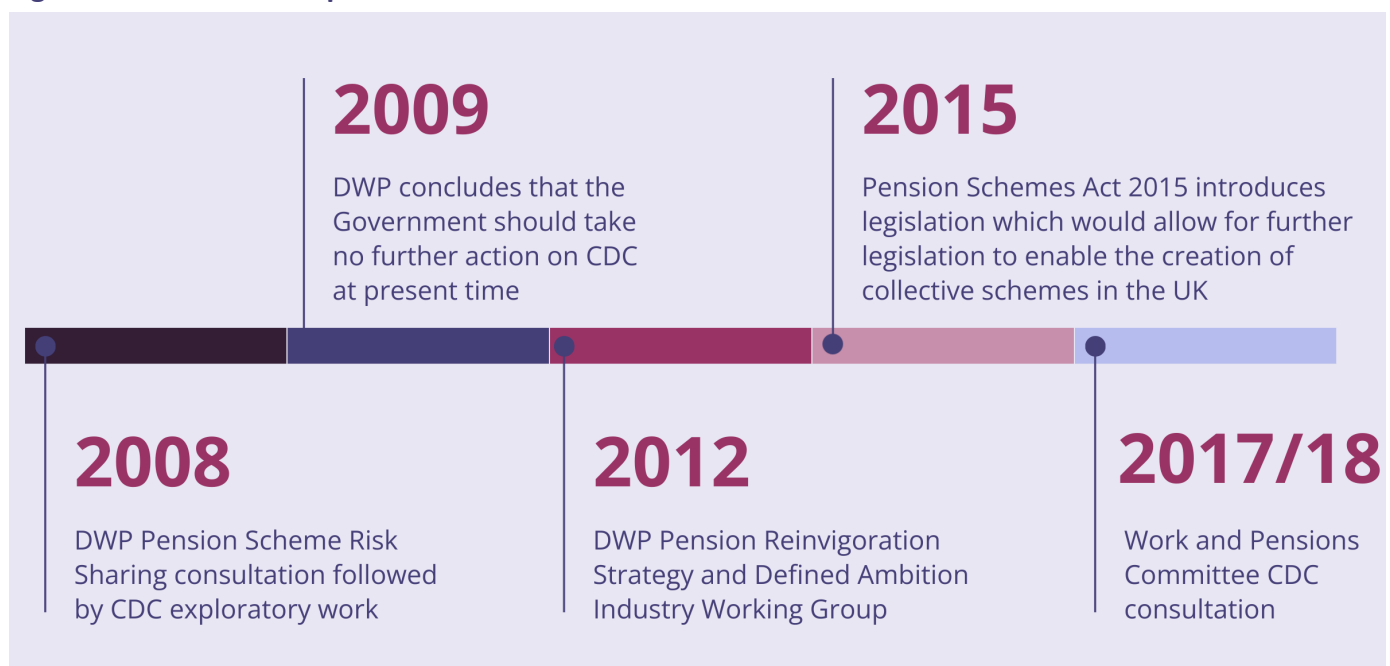 2009
DWP concludes that the
Government should take
no further action on CDC
at present time
2015
Pension Schemes Act 2015 introduces
legislation which would allow for further
legislation to enable the creation of
collective schemes in the UK
2008
DWP Pension Scheme Risk
Sharing consultation followed
by CDC exploratory work
2012
DWP Pension Reinvigoration
Strategy and Defined Ambition
Industry Working Group
2017/18
Work and Pensions
Committee CDC
consultation